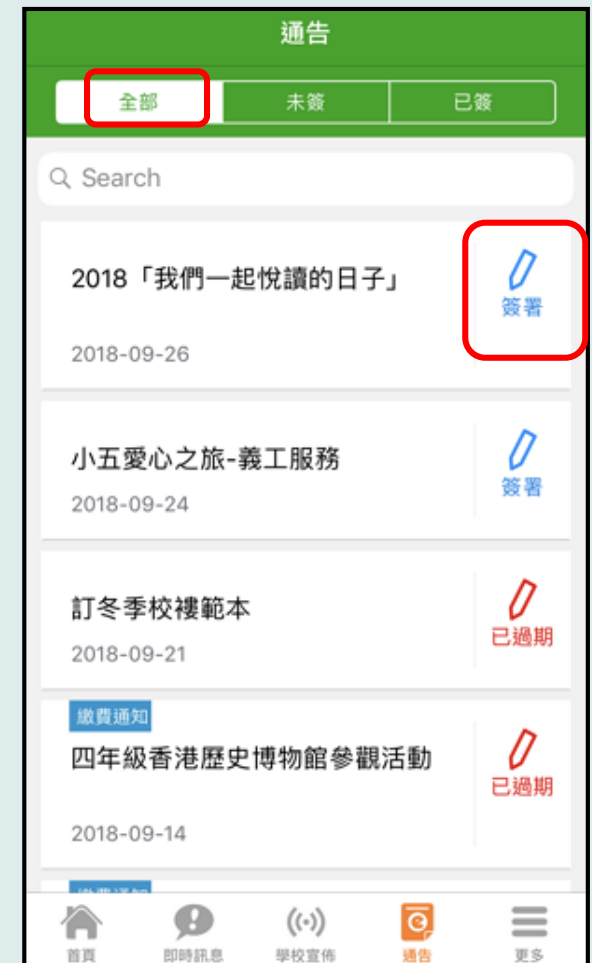 通告
全部 未簽 已簽
Search
2018「我們一起悅讀的日子」
簽署
2018-09-26
小五愛心之旅-義工服務
簽署
2018-09-24
訂冬季校褸範本
已過期
2018-09-21
繳費通知
四年級香港歷史博物館參觀活動
已過期
2018-09-14
首頁 即時訊息 學校宣佈 通告 更多